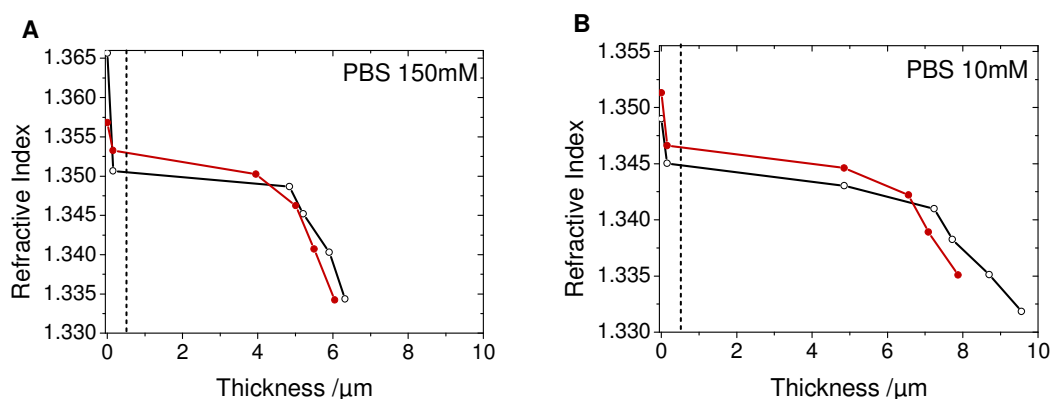 A
PBS 150mM
Refractive Index
1.365
1.360
1.355
1.350
1.345
1.340
1.335
1.330
0 2 4 6 8 10
Thickness /µm
B
PBS 10mM
Refractive Index
1.355
1.350
1.345
1.340
1.335
1.330
0 2 4 6 8 10
Thickness /µm